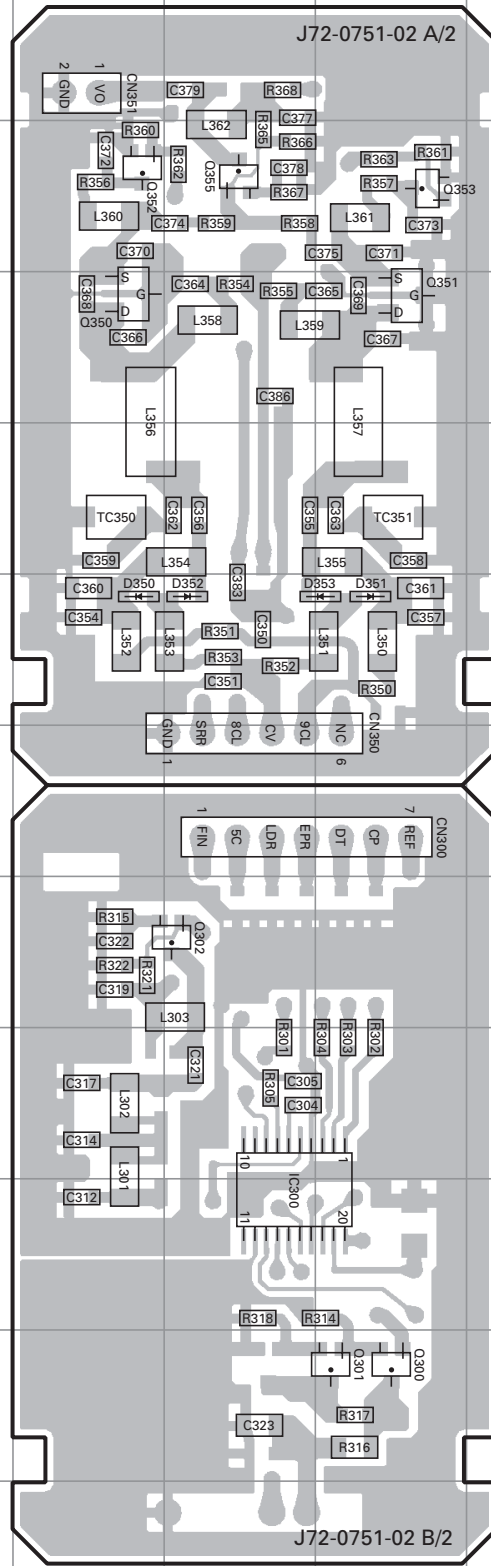 J72-0751-02 A/2
2 1
GND VO
CN351
C379 R368
R360 L362 R365 C377
R366
C372 R362 Q355 C378 R363 R361
R356 Q352 R367 R357 Q353
L360 C374 R359 R358 L361 C373
C370 C375 C371
S C364 R354 S Q351
C368 G R355 C365 C369 G
Q350 D L358 L359 D
C366 C367
C386
L356 L357
TC350 C362 C356 C355 C363 TC351
C359 L354 L355 C358
C360 D350 D352 C383 D353 D351 C361
C354 C357
L352 L353 R351 C350 L351 L350
R353 R352
C351 R350
GND SRR 8CL CV 9CL NC CN350
1 6
1 7
FIN 5C LDR EPR DT CP REF CN300
R315
C322 Q302
R322 R321
C319
L303
R301 R304 R303 R302
C321
C317 L302 R305 C305
C304
C314
L301 10 1
IC300
C312 11 20
R318 R314
Q301 Q300
R317
C323 R316
J72-0751-02 B/2